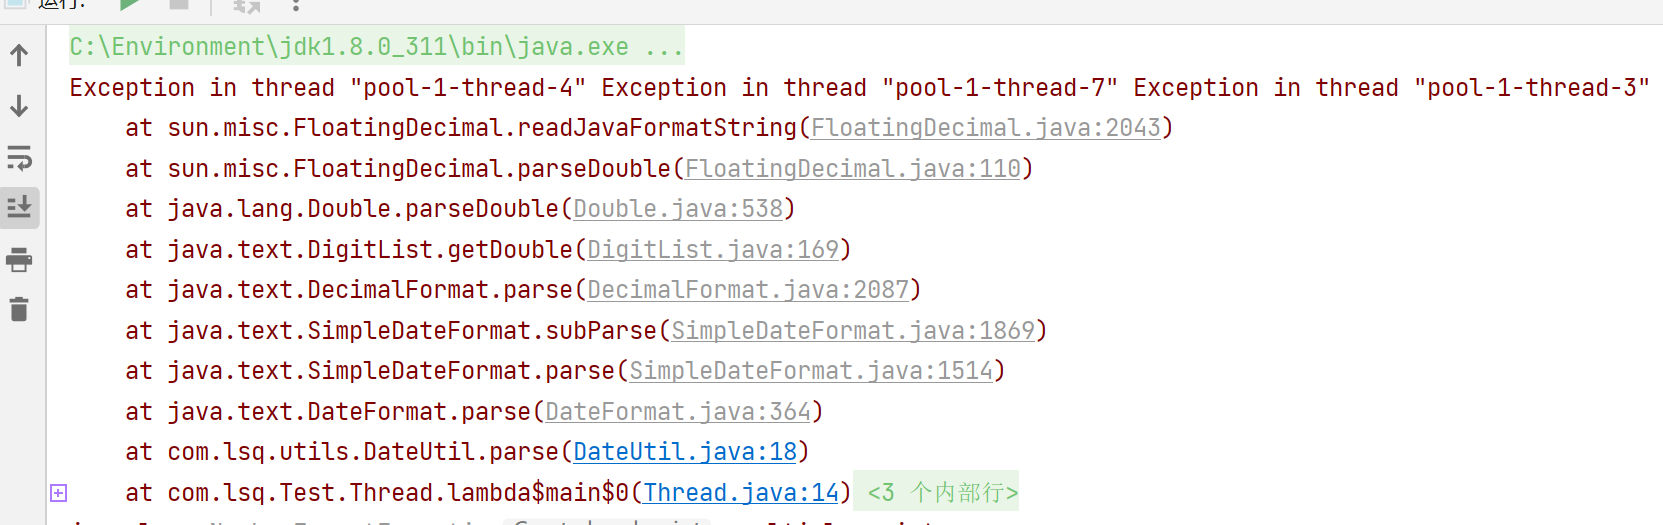 运行:
C:\Environment\jdk1.8.0_311\bin\java.exe ...
Exception in thread "pool-1-thread-4" Exception in thread "pool-1-thread-7" Exception in thread "pool-1-thread-3"
at sun.misc.FloatingDecimal.readJavaFormatString(FloatingDecimal.java:2043)
at sun.misc.FloatingDecimal.parseDouble(FloatingDecimal.java:110)
at java.lang.Double.parseDouble(Double.java:538)
at java.text.DigitList.getDouble(DigitList.java:169)
at java.text.DecimalFormat.parse(DecimalFormat.java:2087)
at java.text.SimpleDateFormat.subParse(SimpleDateFormat.java:1869)
at java.text.SimpleDateFormat.parse(SimpleDateFormat.java:1514)
at java.text.DateFormat.parse(DateFormat.java:364)
at com.lsq.utils.DateUtil.parse(DateUtil.java:18)
at com.lsq.Test.Thread.lambda$main$0(Thread.java:14) <3 个内部行>